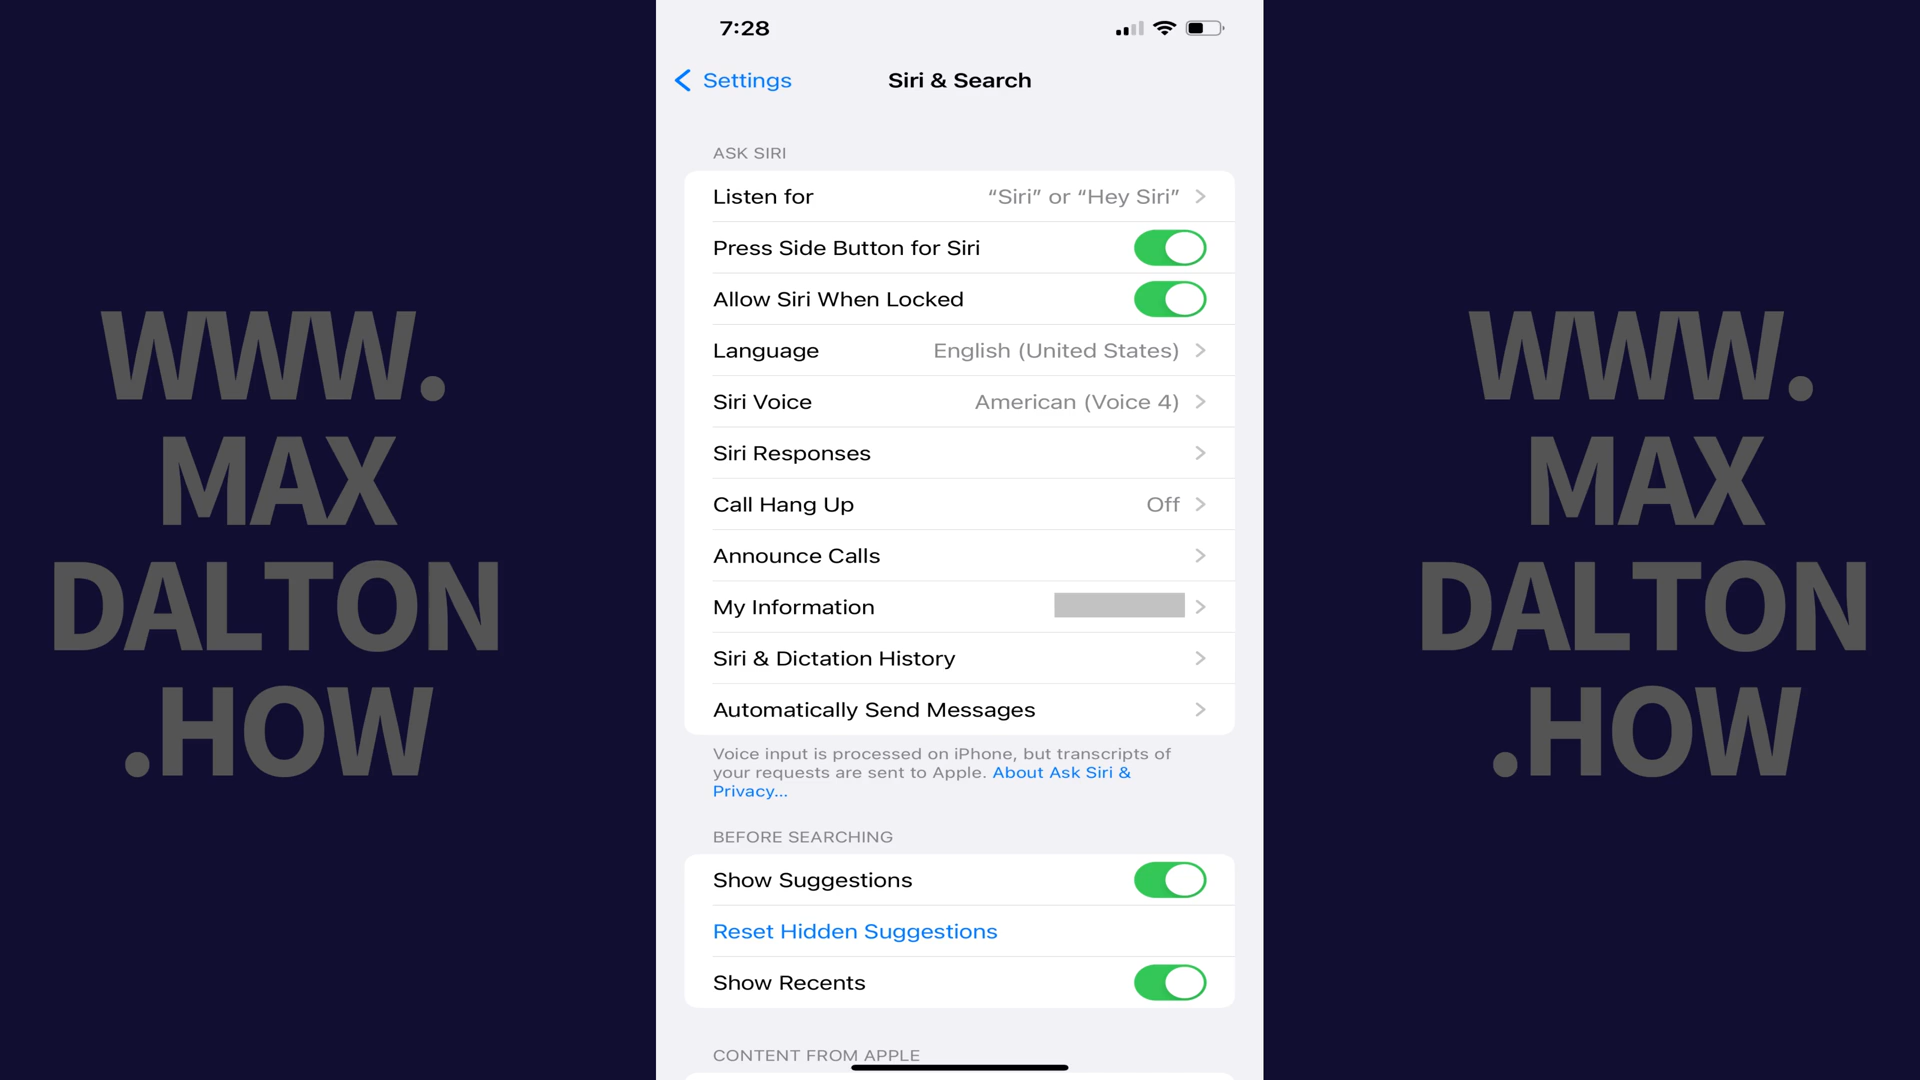 WWW.
MAX
DALTON
.HOW
7:28
Settings
Siri & Search
ASK SIRI
Listen for “Siri” or “Hey Siri”
Press Side Button for Siri
Allow Siri When Locked
Language English (United States)
Siri Voice American (Voice 4)
Siri Responses
Call Hang Up Off
Announce Calls
My Information
Siri & Dictation History
Automatically Send Messages
Voice input is processed on iPhone, but transcripts of
your requests are sent to Apple. About Ask Siri &
Privacy...
BEFORE SEARCHING
Show Suggestions
Reset Hidden Suggestions
Show Recents
CONTENT FROM APPLE
WWW.
MAX
DALTON
.HOW